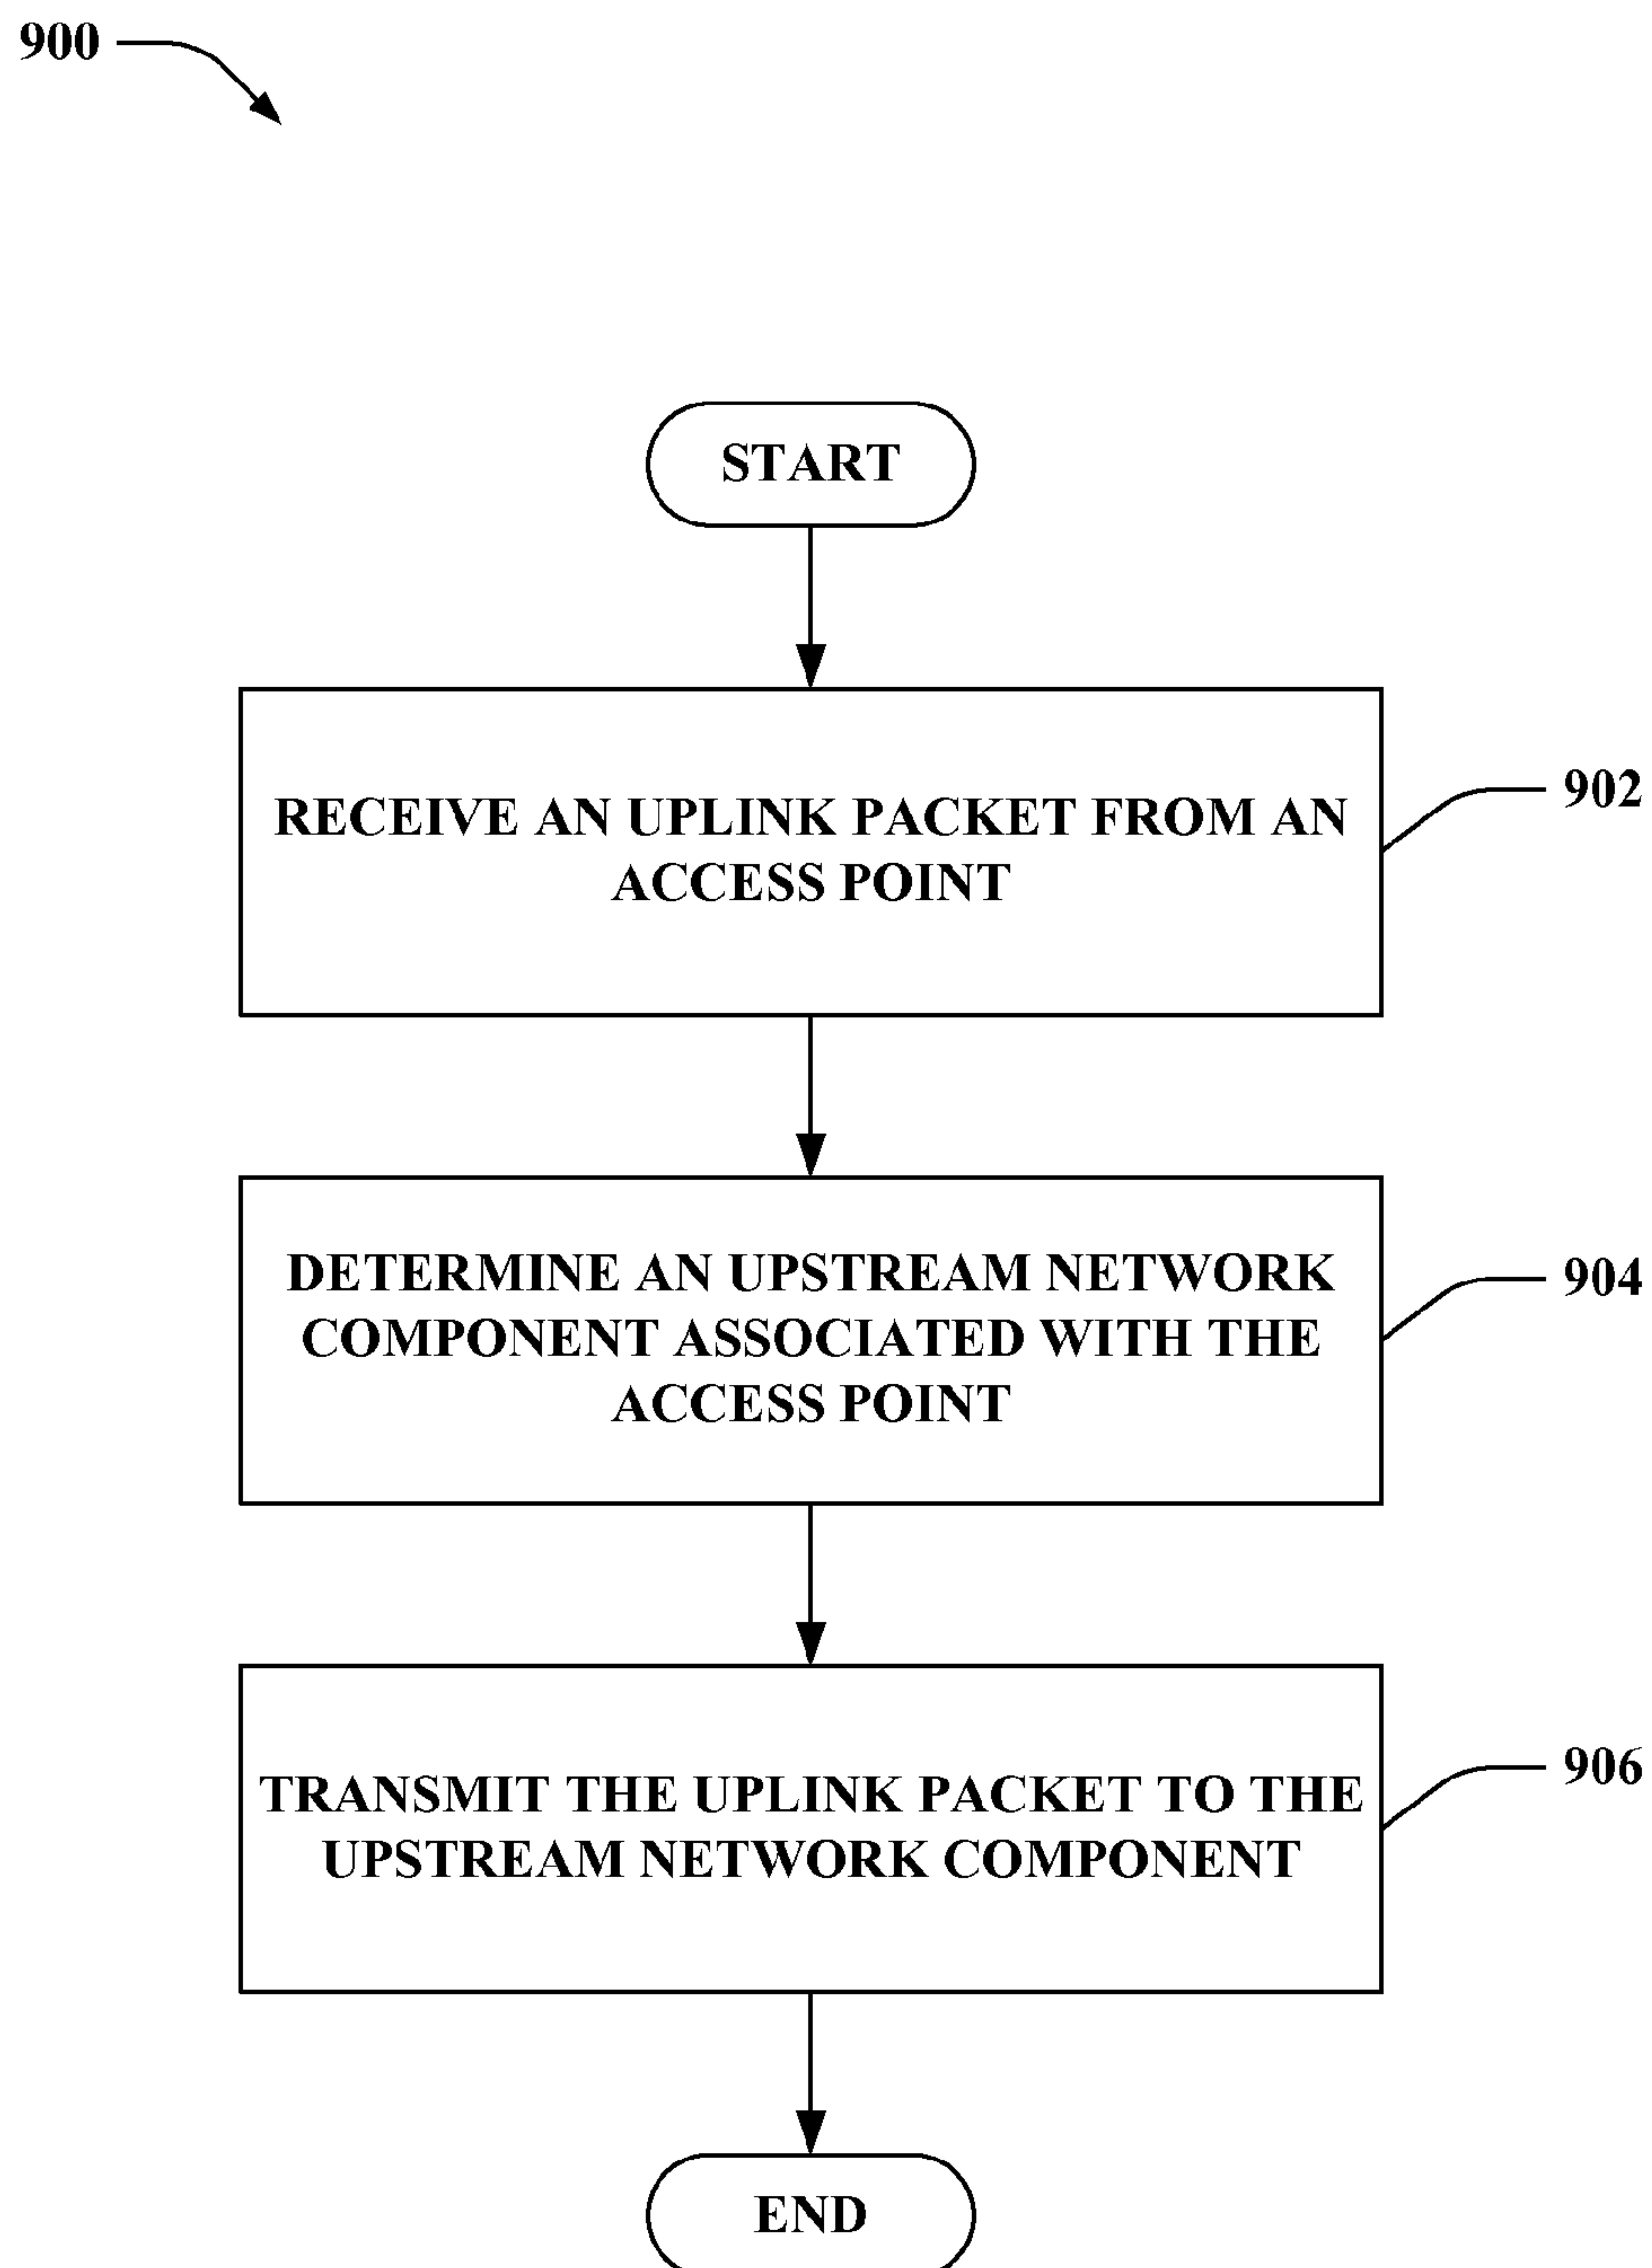 900
START
RECEIVE AN UPLINK PACKET FROM AN
ACCESS POINT
902
DETERMINE AN UPSTREAM NETWORK
COMPONENT ASSOCIATED WITH THE
ACCESS POINT
904
TRANSMIT THE UPLINK PACKET TO THE
UPSTREAM NETWORK COMPONENT
906
END